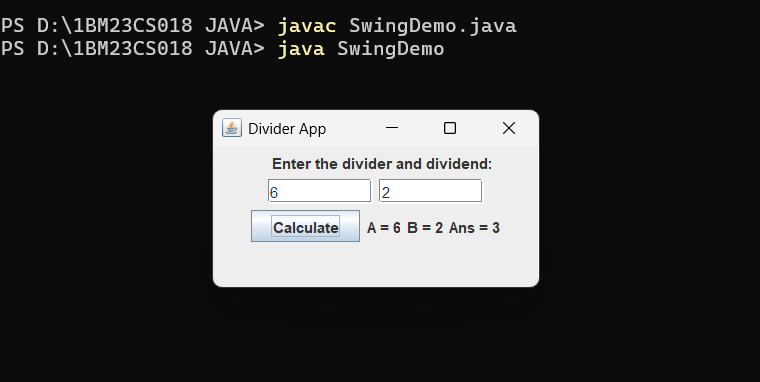 PS D:\1BM23CS018 JAVA> javac SwingDemo.java
PS D:\1BM23CS018 JAVA> java SwingDemo
Divider App
Enter the divider and dividend:
6 2
Calculate A = 6 B = 2 Ans = 3